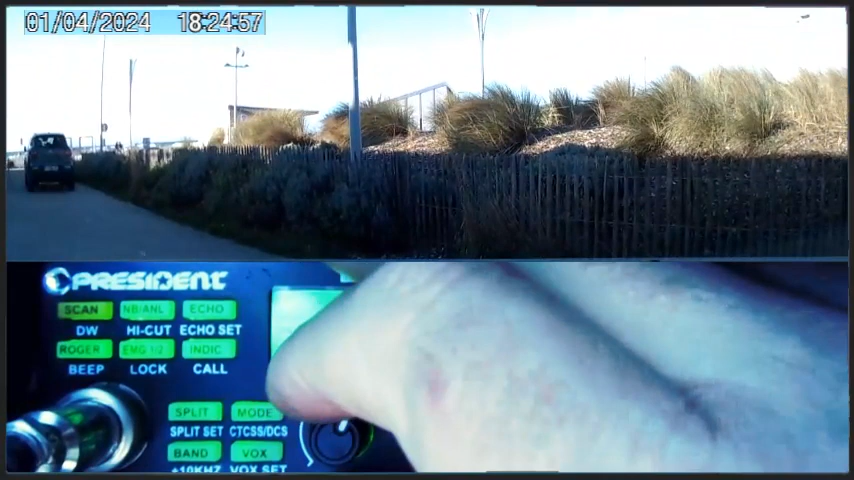 01/04/2024 18:24:57
PRESIDENT
SCAN NB/ANL ECHO
DW HI-CUT ECHO SET
ROGER EMG 1/2 INDIC
BEEP LOCK CALL
SPLIT MODE
SPLIT SET CTCSS/DCS
BAND VOX
+10KHZ VOX SET